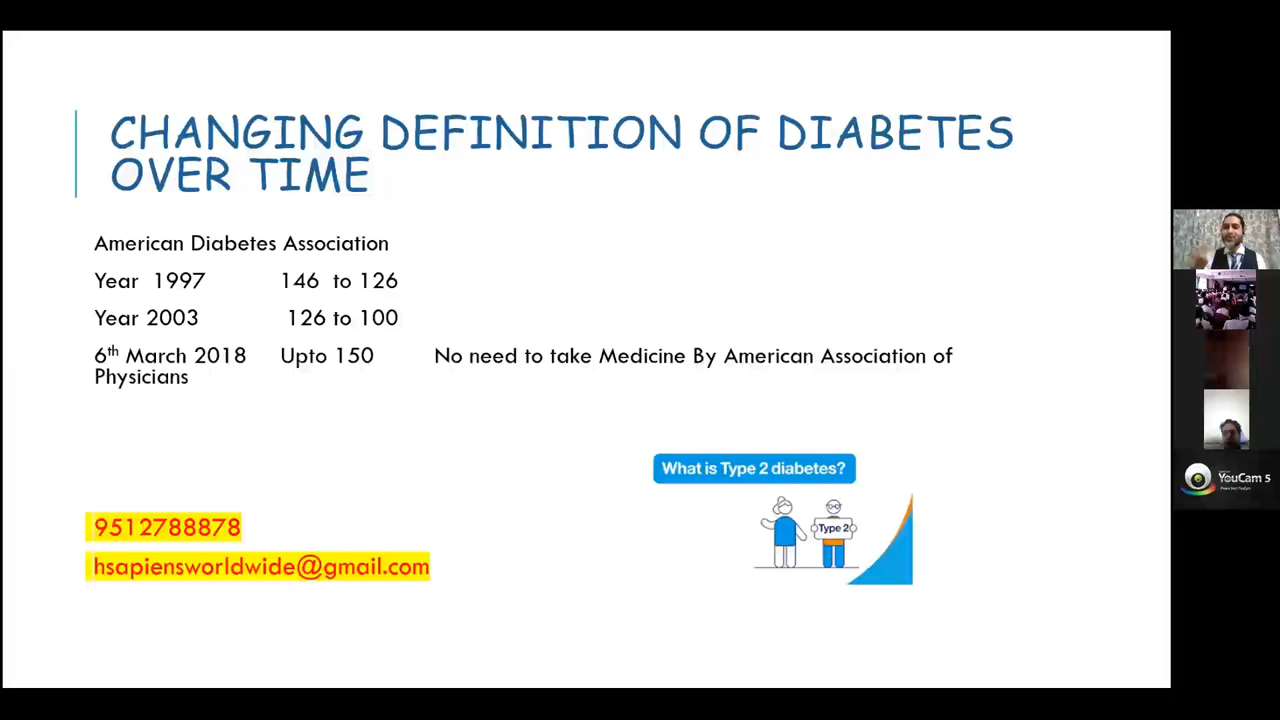 CHANGING DEFINITION OF DIABETES
OVER TIME
American Diabetes Association
Year 1997 146 to 126
Year 2003 126 to 100
6th March 2018 Upto 150 No need to take Medicine By American Association of
Physicians
What is Type 2 diabetes?
Type 2
9512788878
hsapiensworldwide@gmail.com
YouCam 5